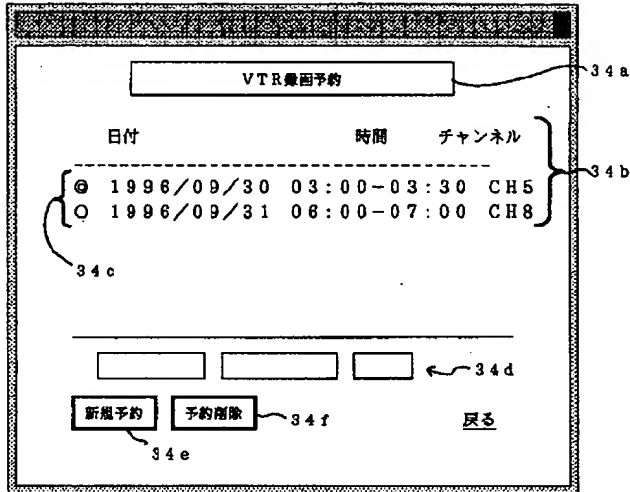 VTR録画予約
34a
日付 時間 チャンネル
34b
◎ 1996/09/30 03:00-03:30 CH5
○ 1996/09/31 06:00-07:00 CH8
34c
34d
新規予約 予約削除 34f 戻る
34e